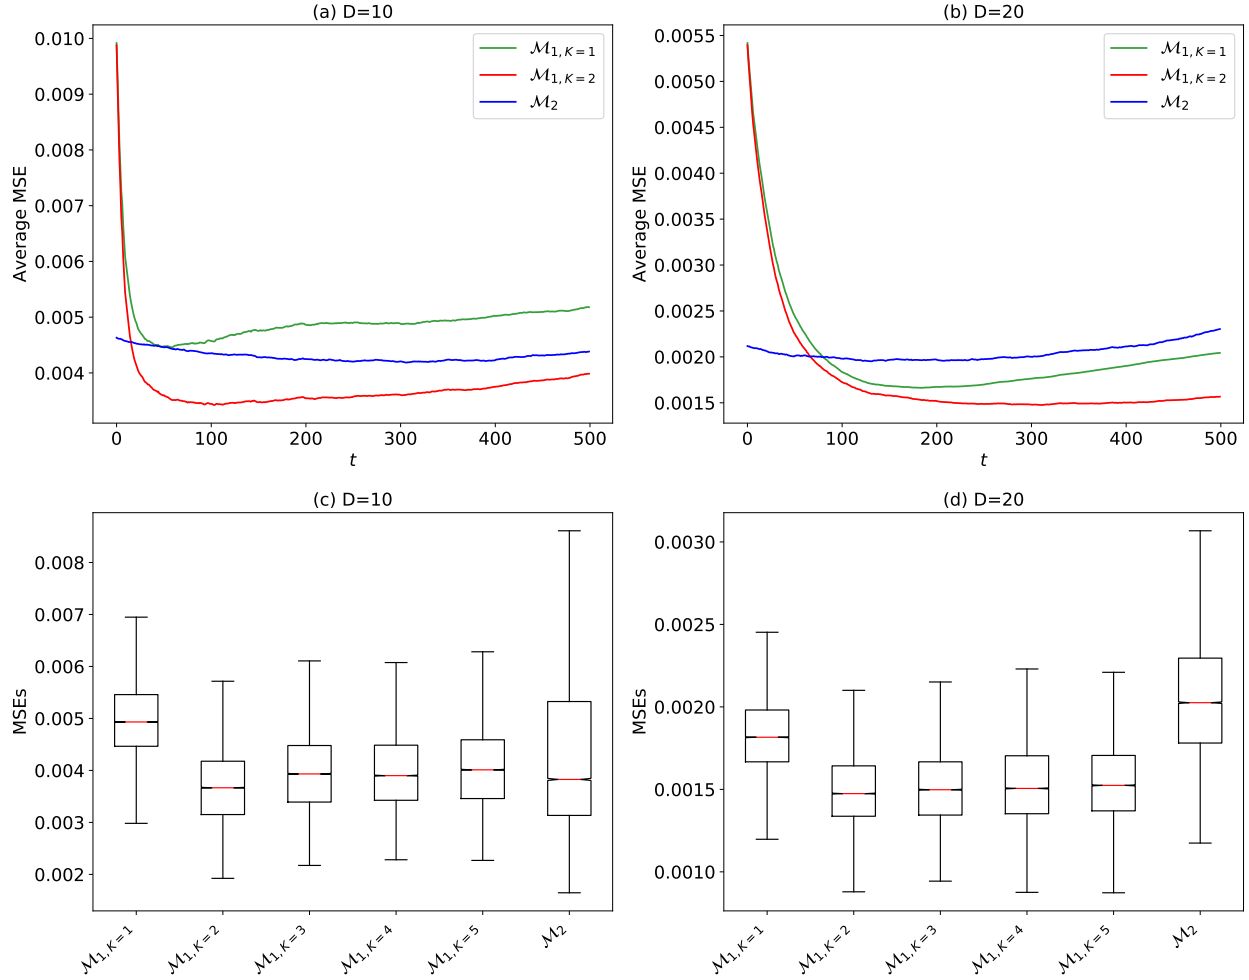 (a) D=10
0.010
0.009
0.008
0.007
0.006
0.005
0.004
Average MSE
0 100 200 300 400 500
t
ℳ1, K=1
ℳ1, K=2
ℳ2
(b) D=20
0.0055
0.0050
0.0045
0.0040
0.0035
0.0030
0.0025
0.0020
0.0015
Average MSE
0 100 200 300 400 500
t
ℳ1, K=1
ℳ1, K=2
ℳ2
(c) D=10
0.008
0.007
0.006
0.005
0.004
0.003
0.002
MSEs
ℳ1, K=1
ℳ1, K=2
ℳ1, K=3
ℳ1, K=4
ℳ1, K=5
ℳ2
(d) D=20
0.0030
0.0025
0.0020
0.0015
0.0010
MSEs
ℳ1, K=1
ℳ1, K=2
ℳ1, K=3
ℳ1, K=4
ℳ1, K=5
ℳ2